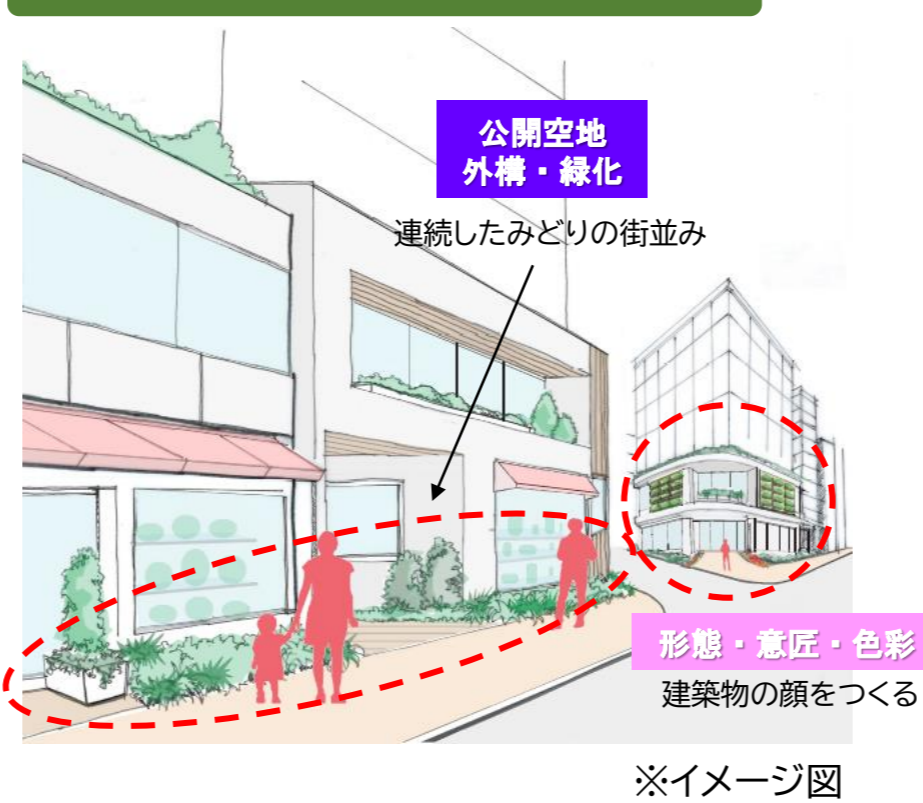 公開空地
外構・緑化
連続したみどりの街並み
形態・意匠・色彩
建築物の顔をつくる
※イメージ図